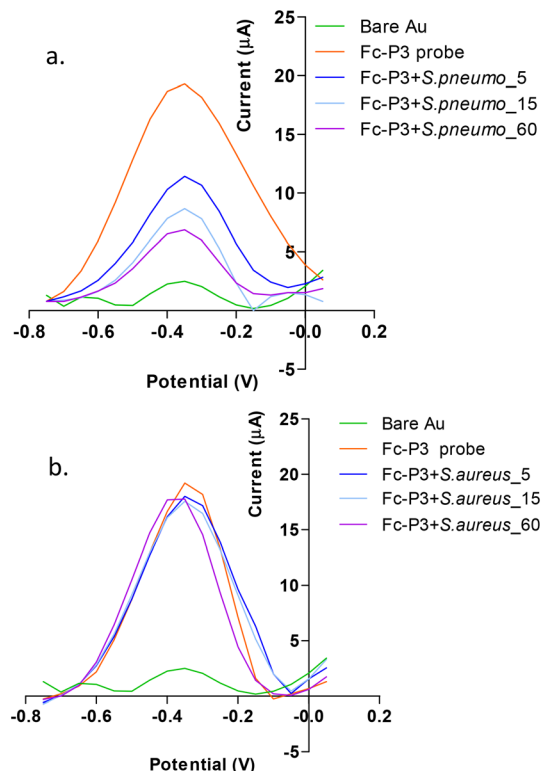 a.
25
20
15
10
5
-5
Current (µA)
Bare Au
Fc-P3 probe
Fc-P3+S.pneumo_5
Fc-P3+S.pneumo_15
Fc-P3+S.pneumo_60
-0.8 -0.6 -0.4 -0.2 0.0 0.2
Potential (V)
b.
25
20
15
10
5
-5
Current (µA)
Bare Au
Fc-P3 probe
Fc-P3+S.aureus_5
Fc-P3+S.aureus_15
Fc-P3+S.aureus_60
-0.8 -0.6 -0.4 -0.2 0.0 0.2
Potential (V)